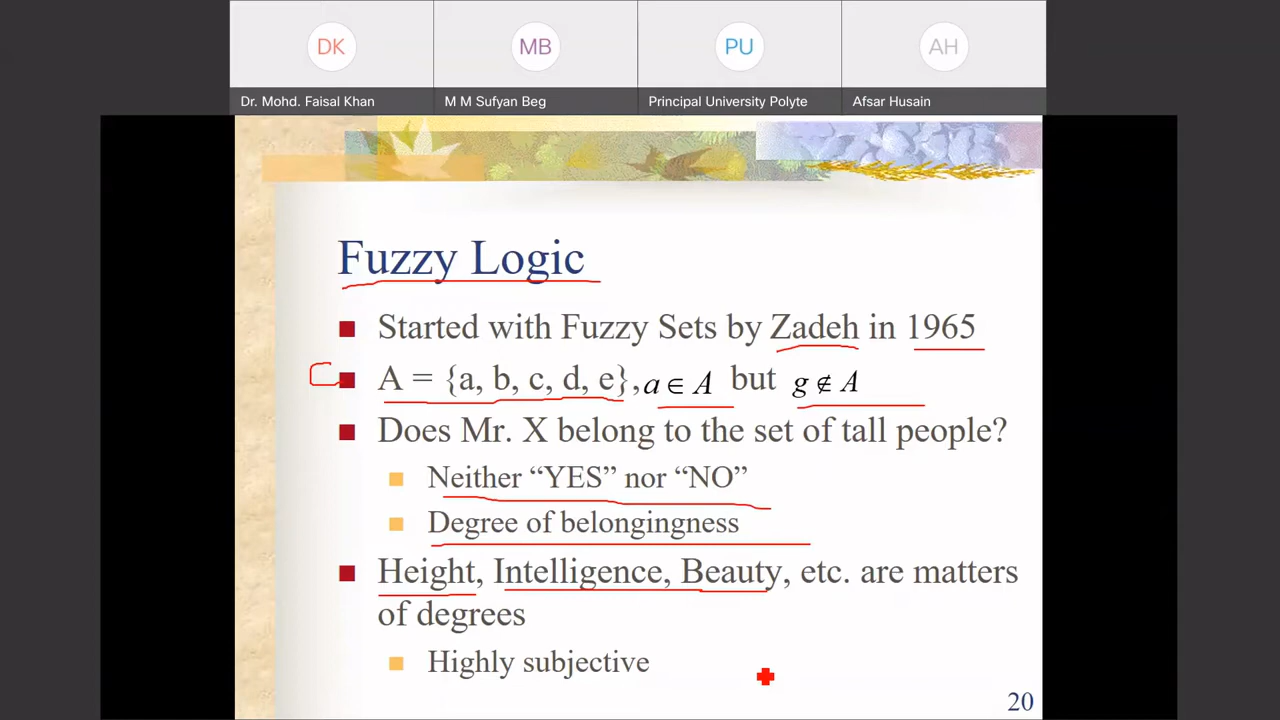 DK
MB
PU
AH
Dr. Mohd. Faisal Khan
M M Sufyan Beg
Principal University Polyte
Afsar Husain
Fuzzy Logic
Started with Fuzzy Sets by Zadeh in 1965
A = {a, b, c, d, e}, a ∈ A but g ∉ A
Does Mr. X belong to the set of tall people?
Neither “YES” nor “NO”
Degree of belongingness
Height, Intelligence, Beauty, etc. are matters
of degrees
Highly subjective
20